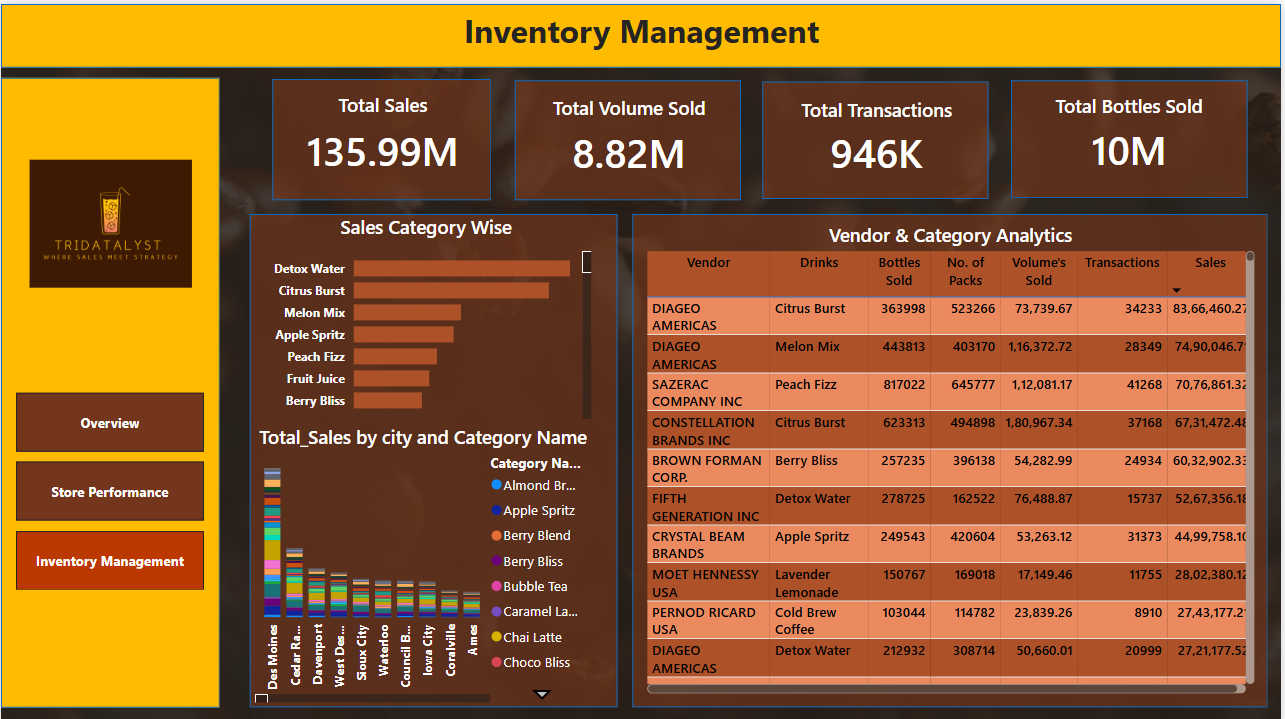 Inventory Management
TRIDATALYST
WHERE SALES MEET STRATEGY
Overview
Store Performance
Inventory Management
Total Sales
135.99M
Total Volume Sold
8.82M
Total Transactions
946K
Total Bottles Sold
10M
Sales Category Wise
Detox Water
Citrus Burst
Melon Mix
Apple Spritz
Peach Fizz
Fruit Juice
Berry Bliss
Total_Sales by city and Category Name
Category Na...
Almond Br...
Apple Spritz
Berry Blend
Berry Bliss
Bubble Tea
Caramel La...
Chai Latte
Choco Bliss
Des Moines
Cedar Ra...
Davenport
West Des...
Sioux City
Waterloo
Council B...
Iowa City
Coralville
Ames
Vendor & Category Analytics
Vendor Drinks Bottles Sold No. of Packs Volume's Sold Transactions Sales
DIAGEO AMERICAS Citrus Burst 363998 523266 73,739.67 34233 83,66,460.27
DIAGEO AMERICAS Melon Mix 443813 403170 1,16,372.72 28349 74,90,046.7
SAZERAC COMPANY INC Peach Fizz 817022 645777 1,12,081.17 41268 70,76,861.32
CONSTELLATION BRANDS INC Citrus Burst 623313 494898 1,80,967.34 37168 67,31,472.48
BROWN FORMAN CORP. Berry Bliss 257235 396138 54,282.99 24934 60,32,902.33
FIFTH GENERATION INC Detox Water 278725 162522 76,488.87 15737 52,67,356.18
CRYSTAL BEAM BRANDS Apple Spritz 249543 420604 53,263.12 31373 44,99,758.10
MOET HENNESSY USA Lavender Lemonade 150767 169018 17,149.46 11755 28,02,380.12
PERNOD RICARD USA Cold Brew Coffee 103044 114782 23,839.26 8910 27,43,177.2
DIAGEO AMERICAS Detox Water 212932 308714 50,660.01 20999 27,21,177.52